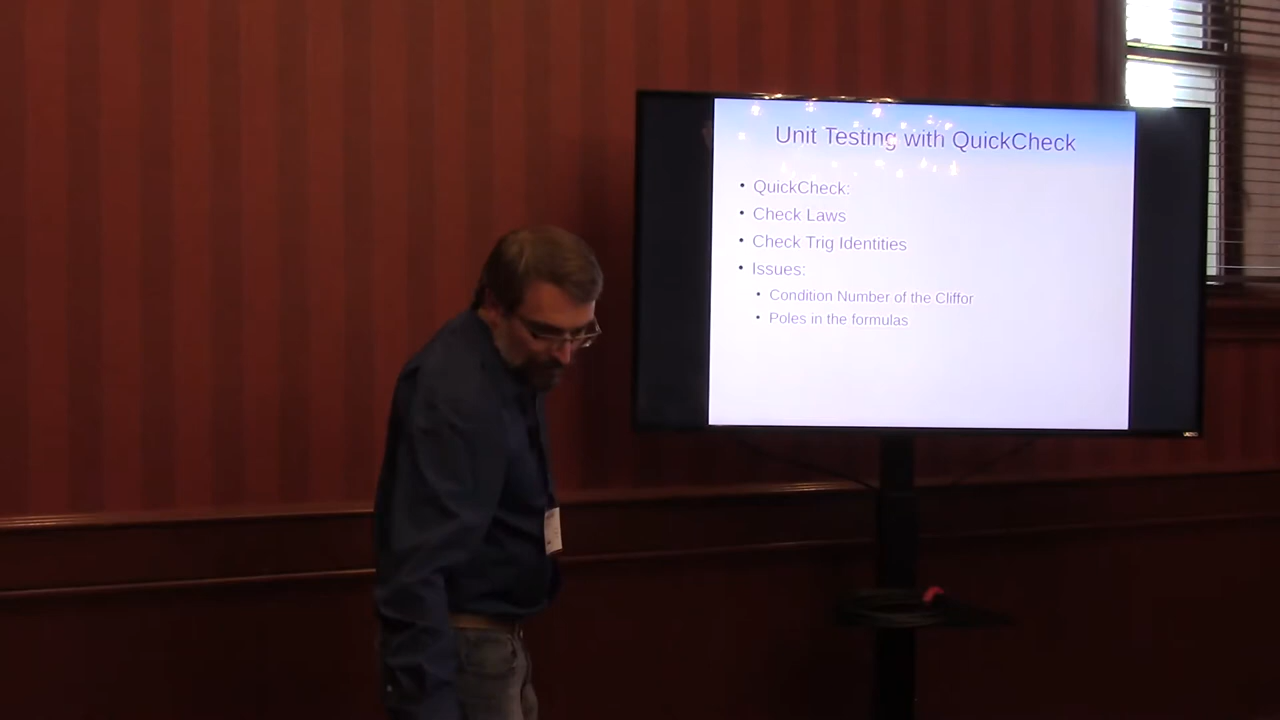 Unit Testing with QuickCheck
• QuickCheck:
• Check Laws
• Check Trig Identities
• Issues:
• Condition Number of the Cliffor
• Poles in the formulas